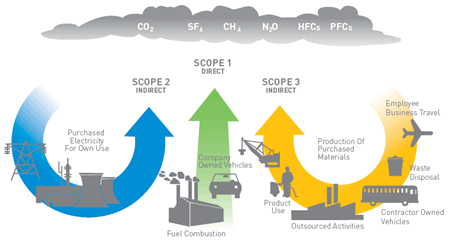 CO2 SF6 CH4 N2O HFCs PFCs
SCOPE 2
INDIRECT
SCOPE 1
DIRECT
SCOPE 3
INDIRECT
Purchased
Electricity
For Own Use
Company
Owned Vehicles
Fuel Combustion
Production Of
Purchased
Materials
Product
Use
Outsourced Activities
Employee
Business Travel
Waste
Disposal
Contractor Owned
Vehicles